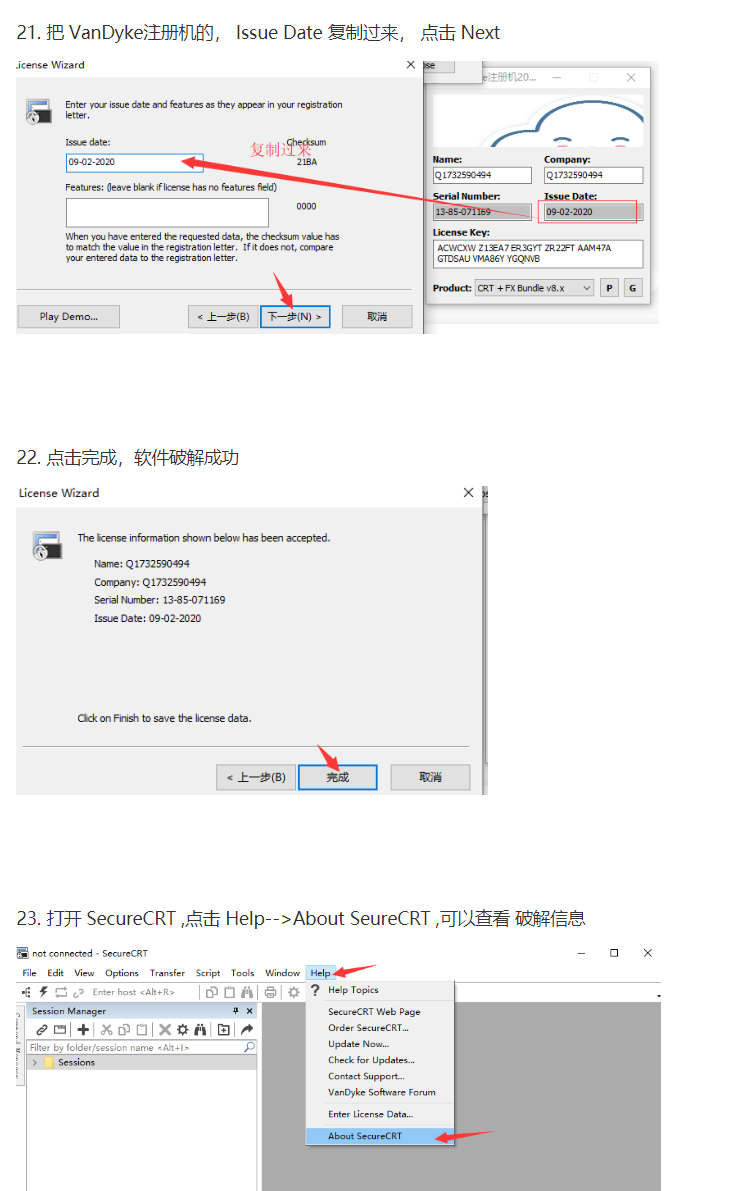 21. 把 VanDyke注册机的， Issue Date 复制过来， 点击 Next
License Wizard
Enter your issue date and features as they appear in your registration
letter.
Issue date:
Checksum
09-02-2020
21BA
复制过来
Features: (leave blank if license has no features field)
0000
When you have entered the requested data, the checksum value has
to match the value in the registration letter. If it does not, compare
your entered data to the registration letter.
Play Demo...
< 上一步(B)
下一步(N) >
取消
注册机20...
Name:
Company:
Q1732590494
Q1732590494
Serial Number:
Issue Date:
13-85-071169
09-02-2020
License Key:
ACWCXW Z13EA7 ER3GYT ZR22FT AAM47A
GTDSAU VMA86Y YGQNVB
Product:
CRT + FX Bundle v8.x
P
G
22. 点击完成，软件破解成功
License Wizard
The license information shown below has been accepted.
Name: Q1732590494
Company: Q1732590494
Serial Number: 13-85-071169
Issue Date: 09-02-2020
Click on Finish to save the license data.
< 上一步(B)
完成
取消
23. 打开 SecureCRT ,点击 Help-->About SeureCRT ,可以查看 破解信息
not connected - SecureCRT
File Edit View Options Transfer Script Tools Window Help
Enter host <Alt+R>
Session Manager
Filter by folder/session name <Alt+I>
Sessions
Help Topics
SecureCRT Web Page
Order SecureCRT...
Update Now...
Check for Updates...
Contact Support...
VanDyke Software Forum
Enter License Data...
About SecureCRT